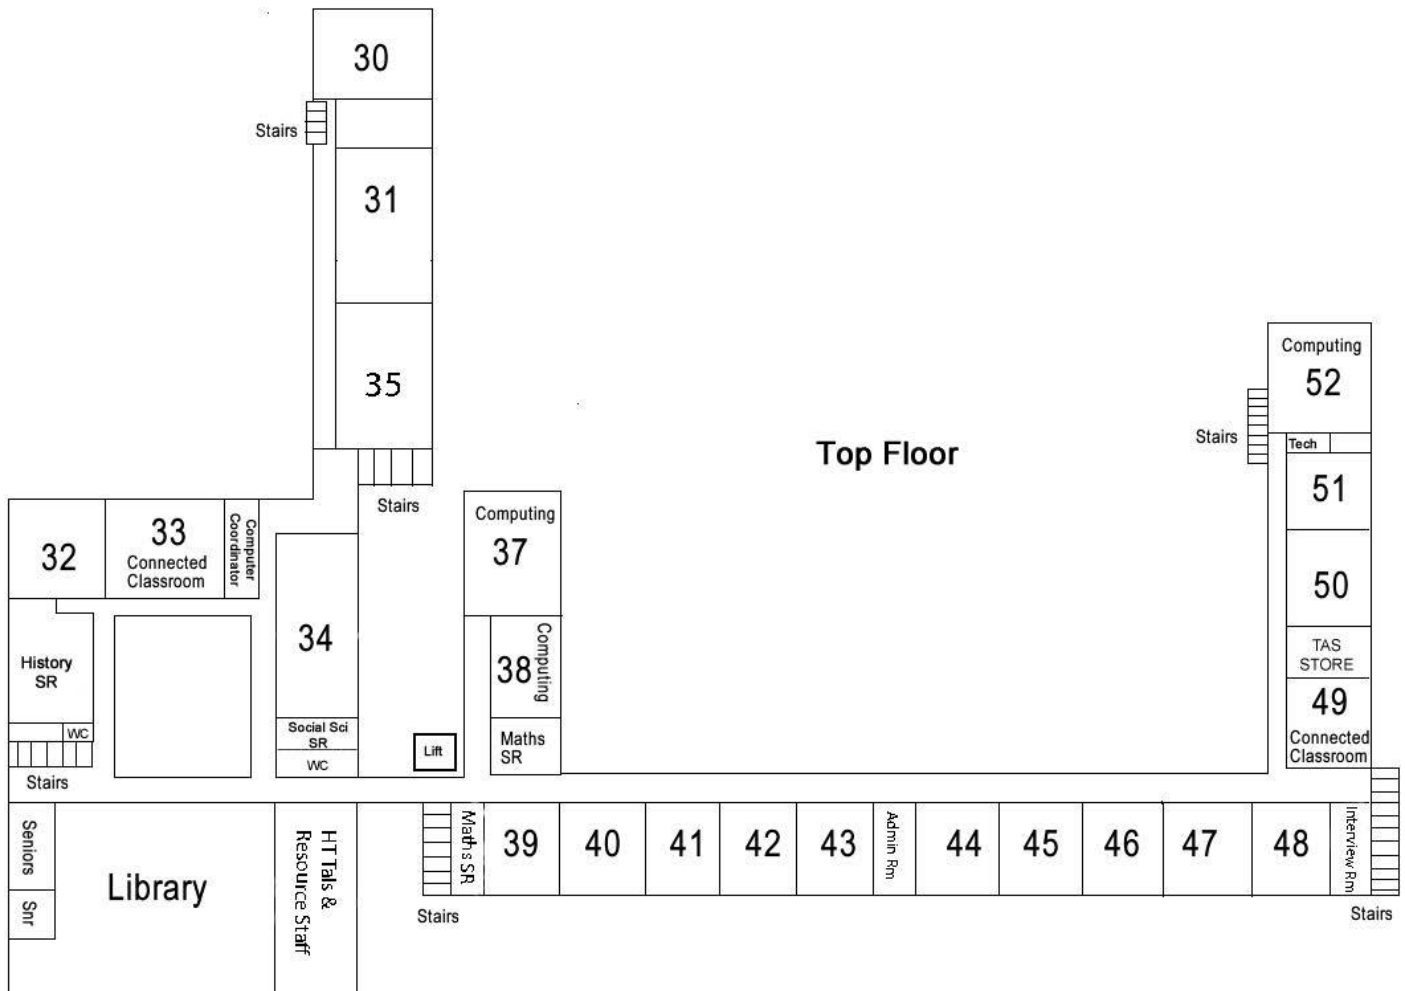 30
Stairs
31
35
Stairs
Top Floor
Computing
52
Stairs
Tech
51
50
TAS
STORE
49
Connected
Classroom
32
33
Connected
Classroom
Computer
Coordinator
Computing
37
38
Computing
Maths
SR
34
Social Sci
SR
WC
Lift
History
SR
WC
Stairs
Seniors
Snr
Library
HT Tals &
Resource Staff
Stairs
Maths SR
39
40
41
42
43
Admin Rm
44
45
46
47
48
Interview Rm
Stairs